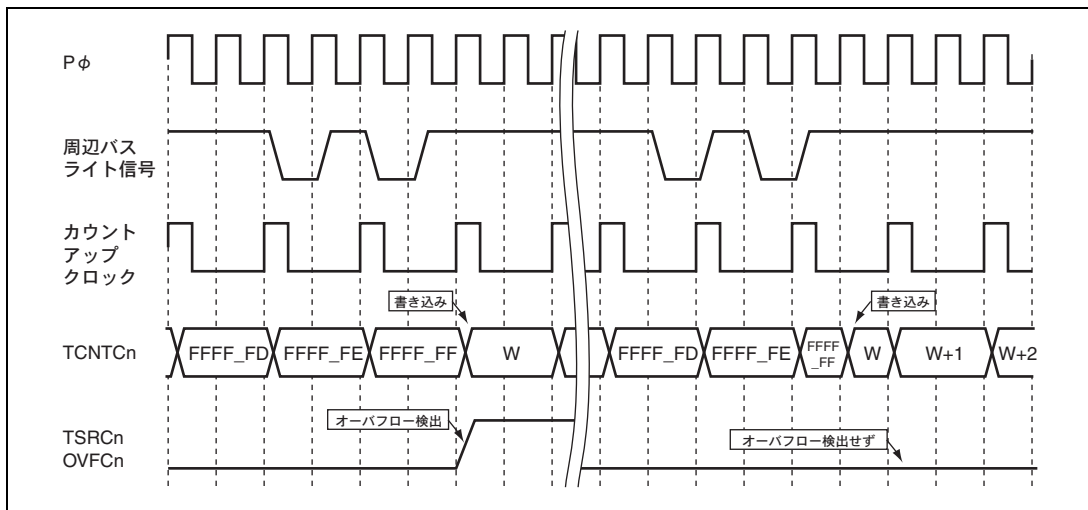 Pφ
周辺バス
ライト信号
カウント
アップ
クロック
書き込み
書き込み
TCNTCn
FFFF_FD
FFFF_FE
FFFF_FF
W
FFFF_FD
FFFF_FE
FFFF
_FF
W
W+1
W+2
オーバフロー検出
オーバフロー検出せず
TSRCn
OVFCn